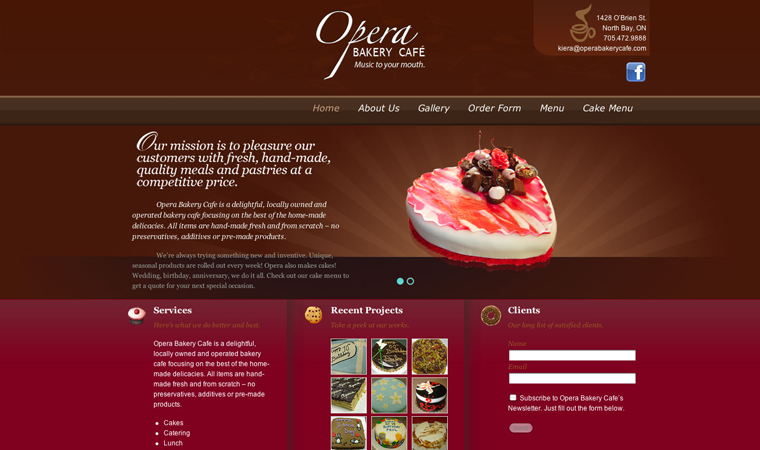 Opera
BAKERY CAFÉ
Music to your mouth.
1428 O'Brien St.
North Bay, ON
705.472.9888
kiera@operabakerycafe.com
f
Home About Us Gallery Order Form Menu Cake Menu
Our mission is to pleasure our
customers with fresh, hand-made,
quality meals and pastries at a
competitive price.
Opera Bakery Cafe is a delightful, locally owned and
operated bakery cafe focusing on the best of the home-made
delicacies. All items are hand-made fresh and from scratch – no
preservatives, additives or pre-made products.
We're always trying something new and inventive. Unique,
seasonal products are rolled out every week! Opera also makes cakes!
Wedding, birthday, anniversary, we do it all. Check out our cake menu to
get a quote for your next special occasion.
Services
Here's what we do better and best.
Opera Bakery Cafe is a delightful,
locally owned and operated bakery
cafe focusing on the best of the home-
made delicacies. All items are hand-
made fresh and from scratch – no
preservatives, additives or pre-made
products.
Cakes
Catering
Lunch
Recent Projects
Take a peek at our works.
Clients
Our long list of satisfied clients.
Name
Email
Subscribe to Opera Bakery Cafe's
Newsletter. Just fill out the form below.